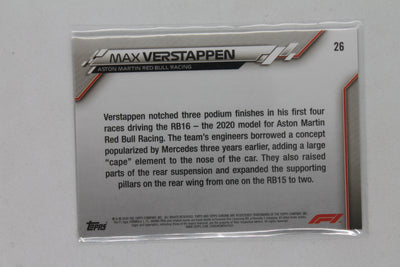 MAX VERSTAPPEN
26
ASTON MARTIN RED BULL RACING
Verstappen notched three podium finishes in his first four
races driving the RB16 – the 2020 model for Aston Martin
Red Bull Racing. The team's engineers borrowed a concept
popularized by Mercedes three years earlier, adding a large
"cape" element to the nose of the car. They also raised
parts of the rear suspension and expanded the supporting
pillars on the rear wing from one on the RB15 to two.
TOPPS
F1